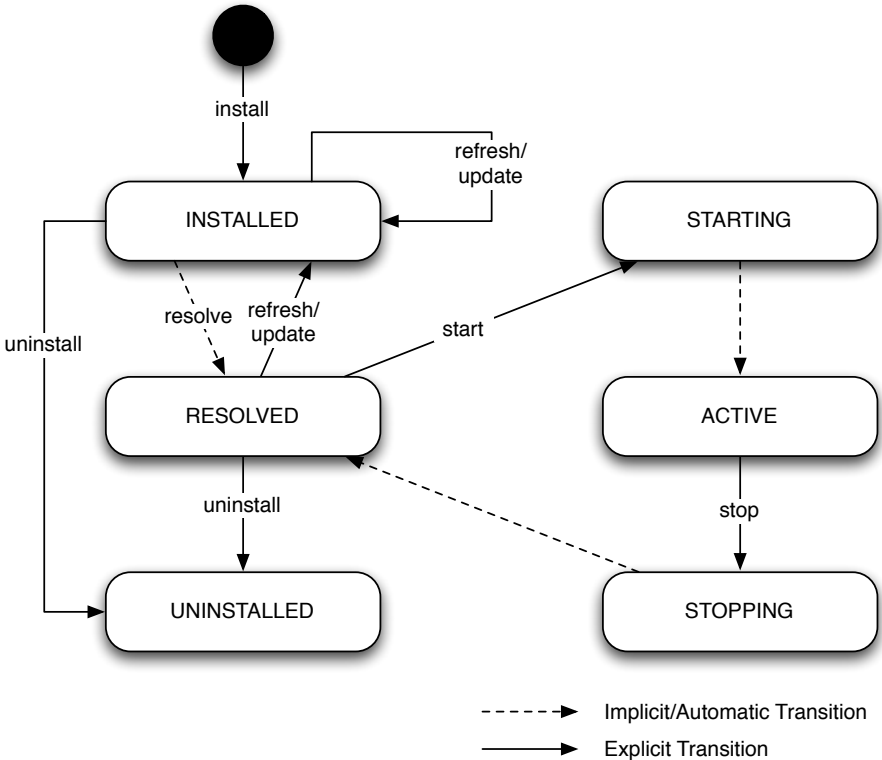 install
refresh/
update
INSTALLED
STARTING
resolve
refresh/
update
start
uninstall
RESOLVED
ACTIVE
uninstall
stop
UNINSTALLED
STOPPING
Implicit/Automatic Transition
Explicit Transition